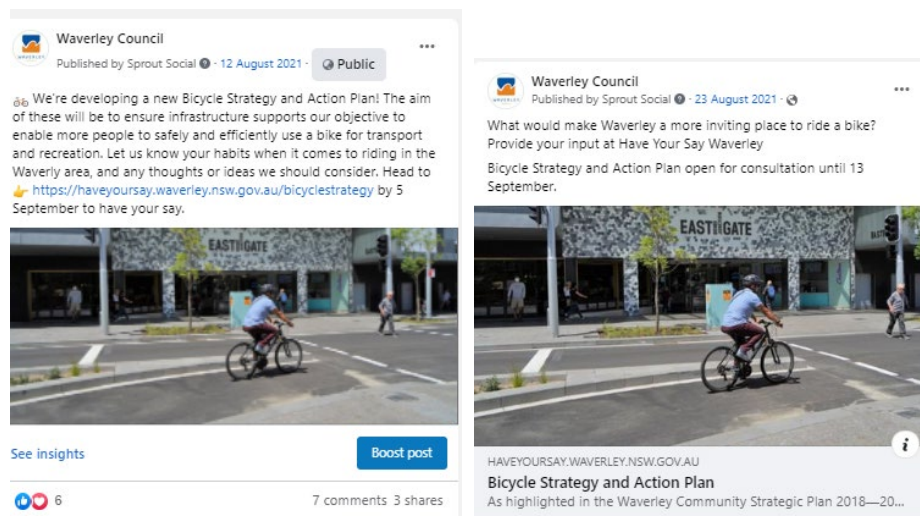 Waverley Council
Published by Sprout Social · 12 August 2021 · Public
We're developing a new Bicycle Strategy and Action Plan! The aim
of these will be to ensure infrastructure supports our objective to
enable more people to safely and efficiently use a bike for transport
and recreation. Let us know your habits when it comes to riding in the
Waverly area, and any thoughts or ideas we should consider. Head to
https://haveyoursay.waverley.nsw.gov.au/bicyclestrategy by 5
September to have your say.
EASTGATE
See insights
Boost post
6
7 comments 3 shares
Waverley Council
Published by Sprout Social · 23 August 2021 ·
What would make Waverley a more inviting place to ride a bike?
Provide your input at Have Your Say Waverley
Bicycle Strategy and Action Plan open for consultation until 13
September.
EASTGATE
HAVEYOURSAY.WAVERLEY.NSW.GOV.AU
Bicycle Strategy and Action Plan
As highlighted in the Waverley Community Strategic Plan 2018—20...